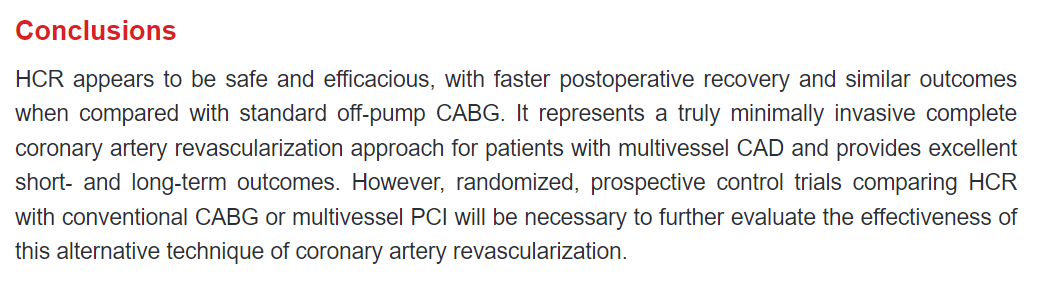 Conclusions
HCR appears to be safe and efficacious, with faster postoperative recovery and similar outcomes
when compared with standard off-pump CABG. It represents a truly minimally invasive complete
coronary artery revascularization approach for patients with multivessel CAD and provides excellent
short- and long-term outcomes. However, randomized, prospective control trials comparing HCR
with conventional CABG or multivessel PCI will be necessary to further evaluate the effectiveness of
this alternative technique of coronary artery revascularization.